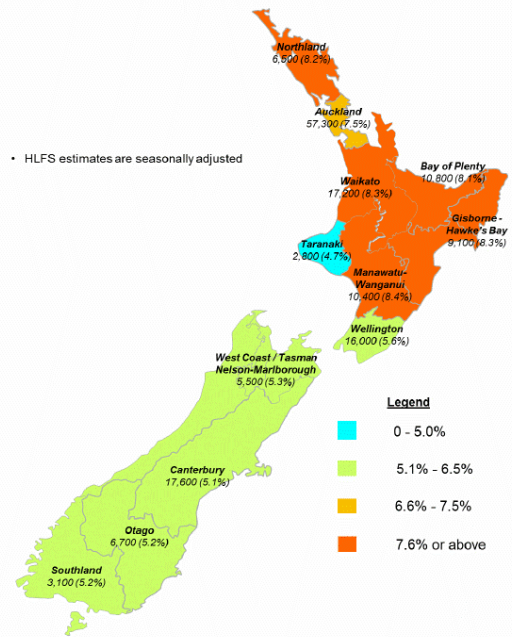 Northland
6,500 (8.2%)
Auckland
57,300 (7.5%)
• HLFS estimates are seasonally adjusted
Bay of Plenty
10,800 (8.1%)
Waikato
17,200 (8.3%)
Gisborne -
Hawke's Bay
9,100 (8.3%)
Taranaki
2,800 (4.7%)
Manawatu-
Wanganui
10,400 (8.4%)
Wellington
16,000 (5.6%)
West Coast / Tasman
Nelson-Marlborough
5,500 (5.3%)
Canterbury
17,600 (5.1%)
Otago
6,700 (5.2%)
Southland
3,100 (5.2%)
Legend
0 - 5.0%
5.1% - 6.5%
6.6% - 7.5%
7.6% or above